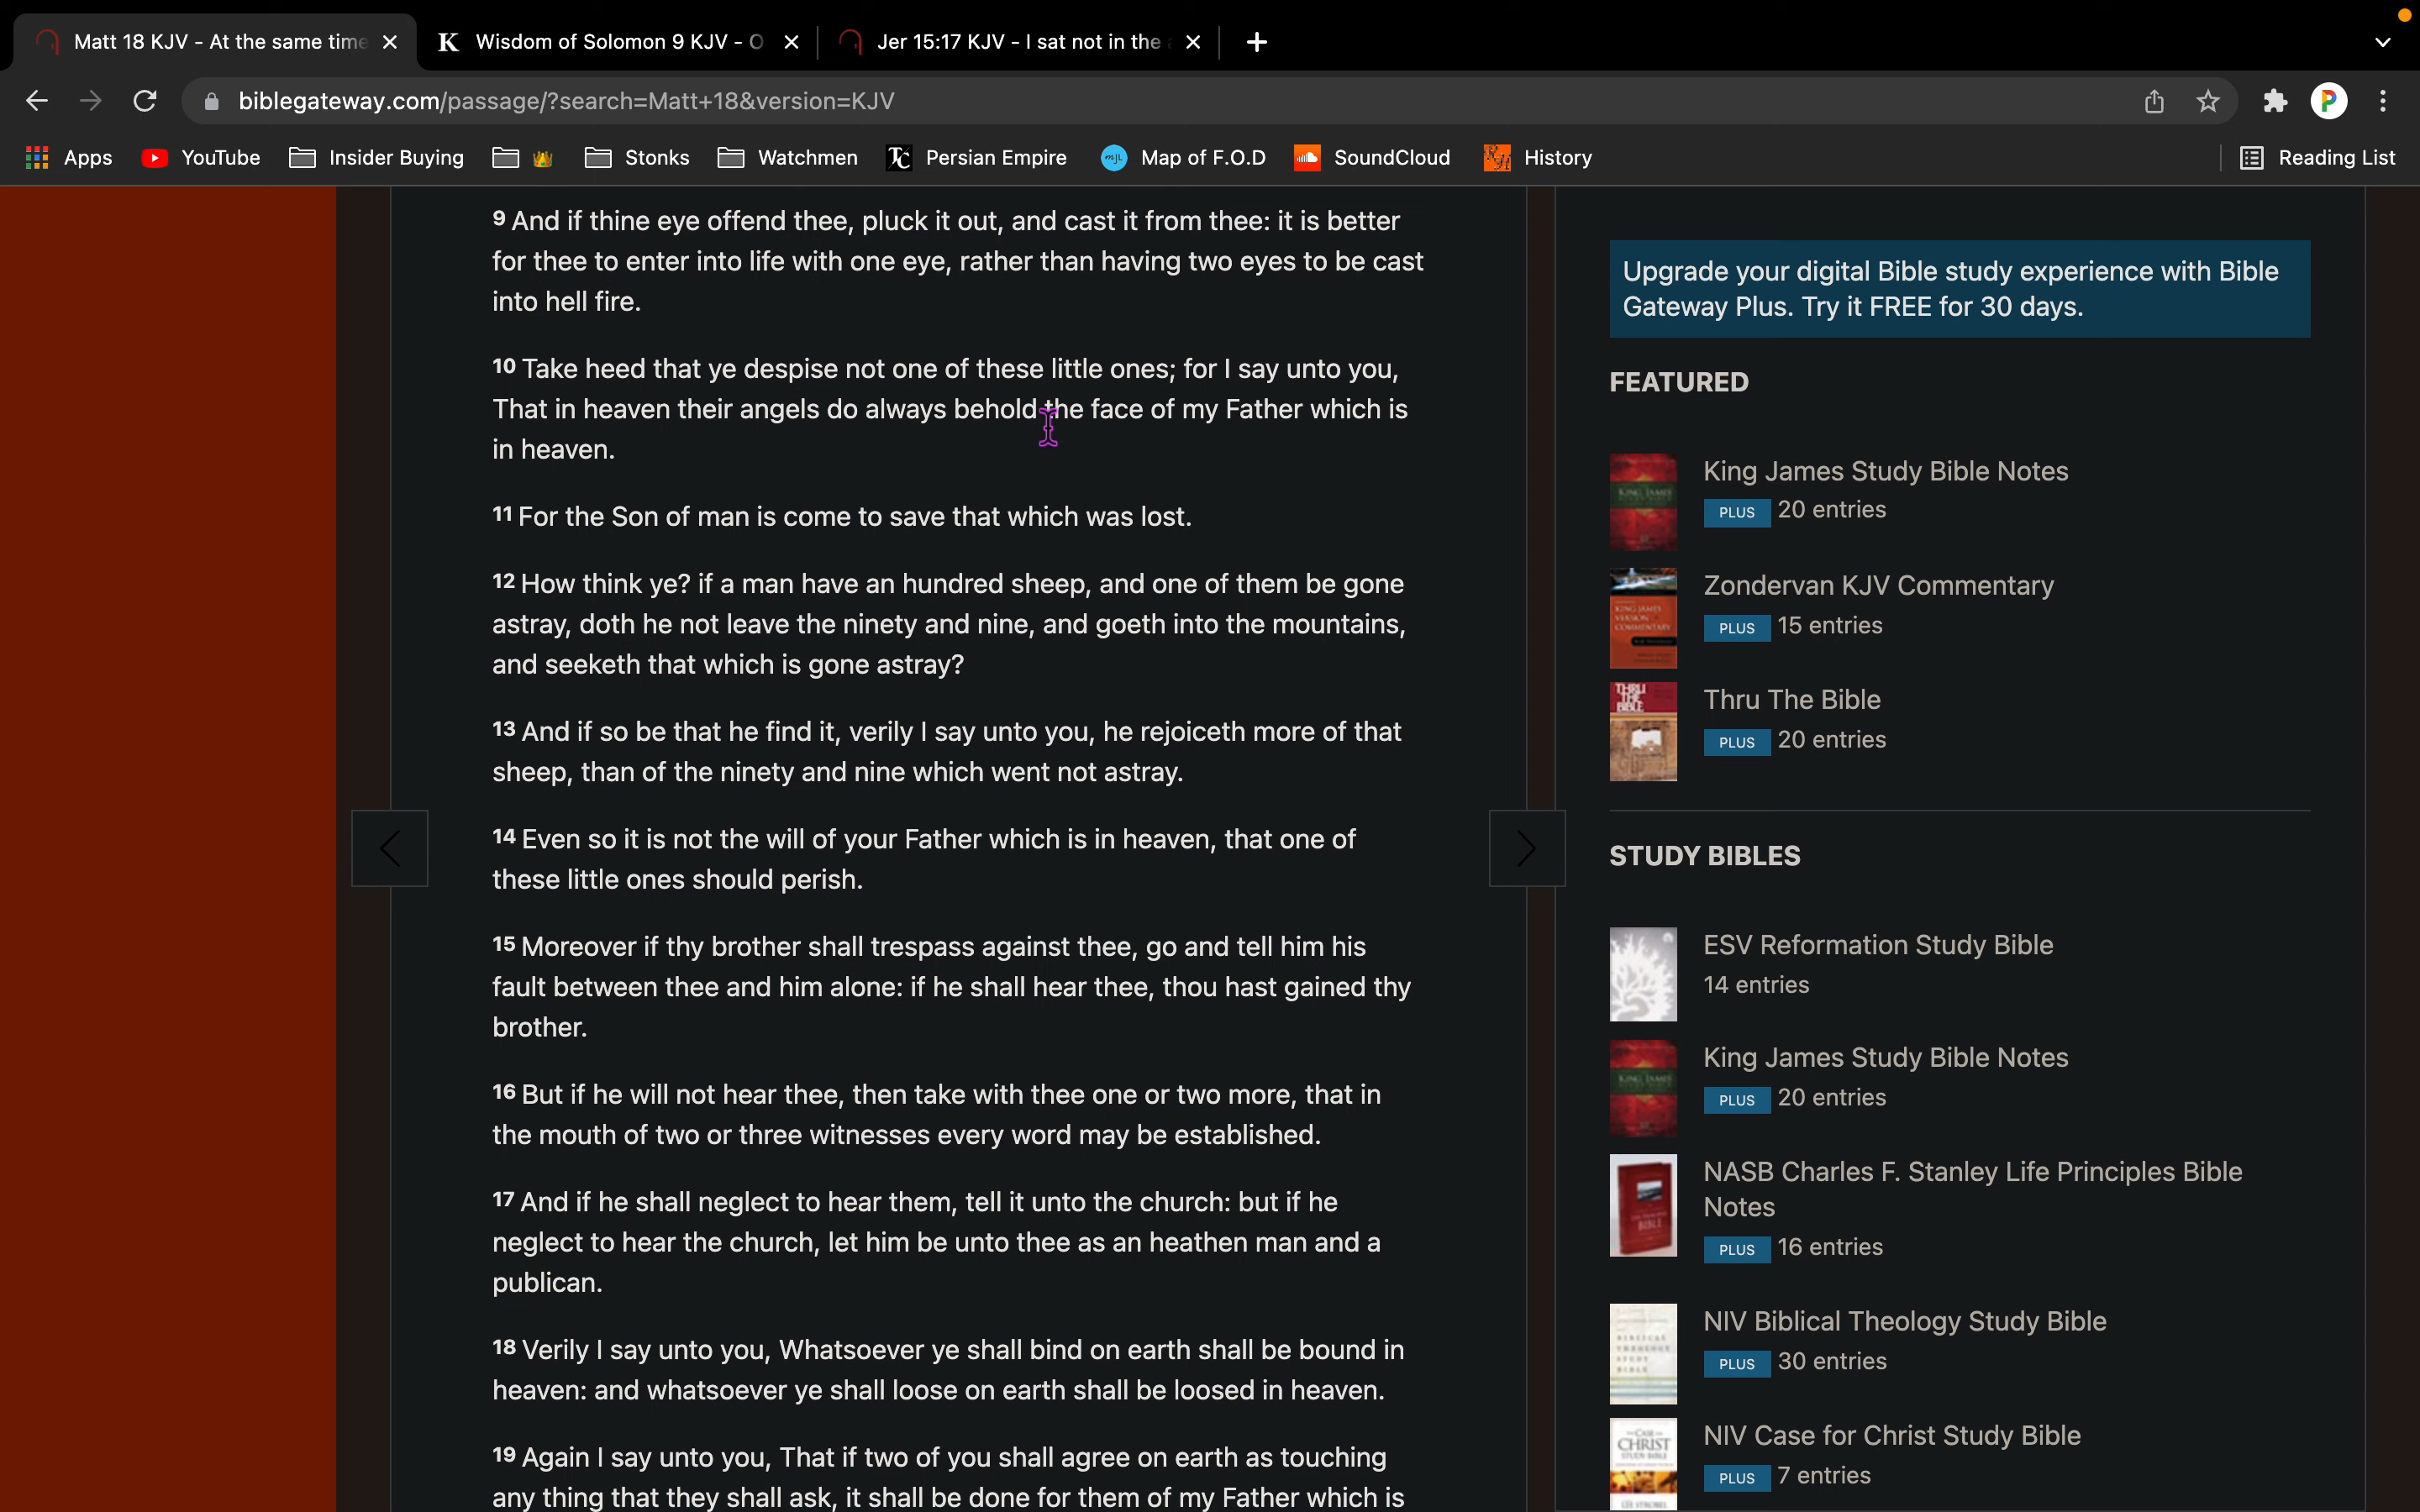 Matt 18 KJV - At the same time
Wisdom of Solomon 9 KJV - O
Jer 15:17 KJV - I sat not in the
biblegateway.com/passage/?search=Matt+18&version=KJV
Apps
YouTube
Insider Buying
Stonks
Watchmen
Persian Empire
Map of F.O.D
SoundCloud
History
Reading List
9 And if thine eye offend thee, pluck it out, and cast it from thee: it is better
for thee to enter into life with one eye, rather than having two eyes to be cast
into hell fire.
10 Take heed that ye despise not one of these little ones; for I say unto you,
That in heaven their angels do always behold the face of my Father which is
in heaven.
11 For the Son of man is come to save that which was lost.
12 How think ye? if a man have an hundred sheep, and one of them be gone
astray, doth he not leave the ninety and nine, and goeth into the mountains,
and seeketh that which is gone astray?
13 And if so be that he find it, verily I say unto you, he rejoiceth more of that
sheep, than of the ninety and nine which went not astray.
14 Even so it is not the will of your Father which is in heaven, that one of
these little ones should perish.
15 Moreover if thy brother shall trespass against thee, go and tell him his
fault between thee and him alone: if he shall hear thee, thou hast gained thy
brother.
16 But if he will not hear thee, then take with thee one or two more, that in
the mouth of two or three witnesses every word may be established.
17 And if he shall neglect to hear them, tell it unto the church: but if he
neglect to hear the church, let him be unto thee as an heathen man and a
publican.
18 Verily I say unto you, Whatsoever ye shall bind on earth shall be bound in
heaven: and whatsoever ye shall loose on earth shall be loosed in heaven.
19 Again I say unto you, That if two of you shall agree on earth as touching
any thing that they shall ask, it shall be done for them of my Father which is
Upgrade your digital Bible study experience with Bible
Gateway Plus. Try it FREE for 30 days.
FEATURED
King James Study Bible Notes
PLUS 20 entries
Zondervan KJV Commentary
PLUS 15 entries
THRU THE BIBLE
Thru The Bible
PLUS 20 entries
STUDY BIBLES
ESV Reformation Study Bible
14 entries
King James Study Bible Notes
PLUS 20 entries
NASB Charles F. Stanley Life Principles Bible
Notes
PLUS 16 entries
NIV Biblical Theology Study Bible
PLUS 30 entries
CASE
CHRIST
NIV Case for Christ Study Bible
PLUS 7 entries